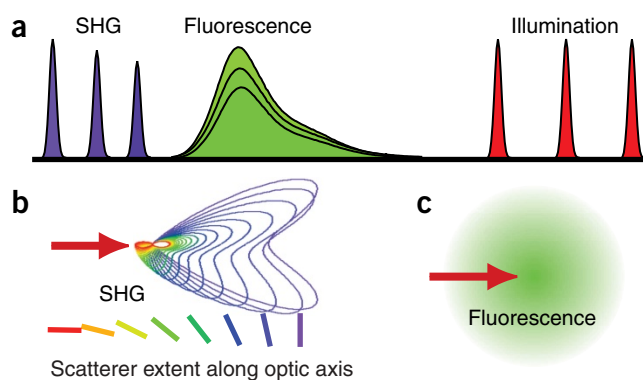 a
SHG
Fluorescence
Illumination
b
SHG
Scatterer extent along optic axis
c
Fluorescence